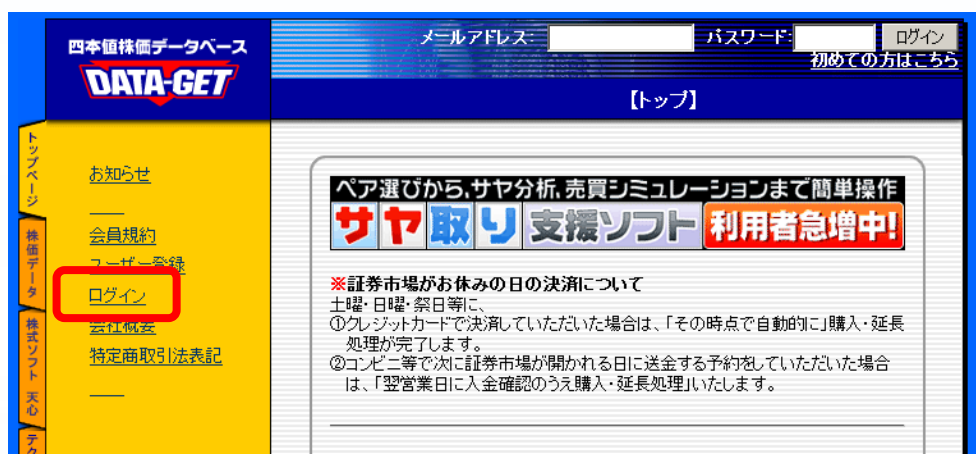 四本値株価データベース
DATA-GET
メールアドレス:
パスワード:
ログイン
初めての方はこちら
【トップ】
トップページ
株価データ
株式ソフト 天心
テク
お知らせ
会員規約
ユーザー登録
ログイン
会社概要
特定商取引法表記
ペア選びから,サヤ分析,売買シミュレーションまで簡単操作
サヤ取り支援ソフト 利用者急増中!
※証券市場がお休みの日の決済について
土曜・日曜・祭日等に、
①クレジットカードで決済していただいた場合は、「その時点で自動的に」購入・延長
処理が完了します。
②コンビニ等で次に証券市場が開かれる日に送金する予約をしていただいた場合
は、「翌営業日に入金確認のうえ購入・延長処理」いたします。